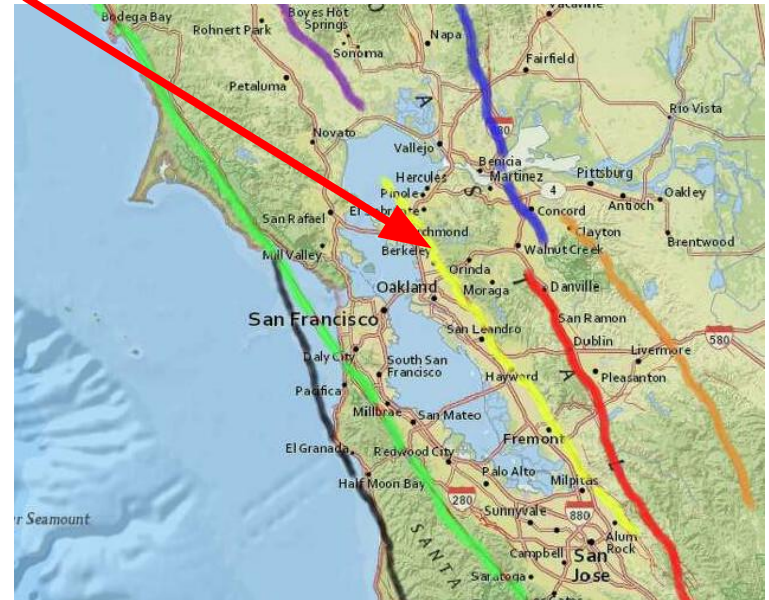 Bodega Bay
Rohnert Park
Boyes Hot
Springs
Sonoma
Napa
Vacaville
Fairfield
Petaluma
Rio Vista
Novato
Vallejo
80
Benicia
Martinez
Hercules
Pinole
Pittsburg
4
Antioch
Oakley
San Rafael
Concord
Clayton
Brentwood
Mill Valley
Berkeley
Walnut Creek
Orinda
Oakland
Moraga
Danville
San Francisco
San Leandro
San Ramon
580
Daly City
South San
Francisco
Dublin
Livermore
Hayward
Pleasanton
Pacifica
Millbrae
San Mateo
El Granada
Redwood City
Fremont
Half Moon Bay
Palo Alto
Milpitas
280
Sunnyvale
880
r Seamount
SANTA
Alum
Rock
Campbell
San
Jose
Saratoga